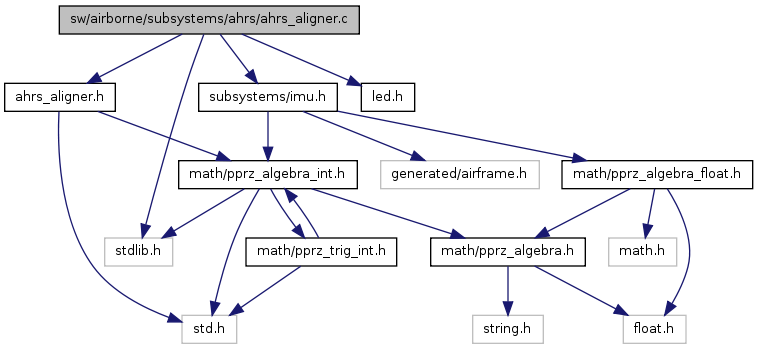 sw/airborne/subsystems/ahrs/ahrs_aligner.c
ahrs_aligner.h
subsystems/imu.h
led.h
math/pprz_algebra_int.h
generated/airframe.h
math/pprz_algebra_float.h
stdlib.h
math/pprz_trig_int.h
math/pprz_algebra.h
math.h
std.h
string.h
float.h